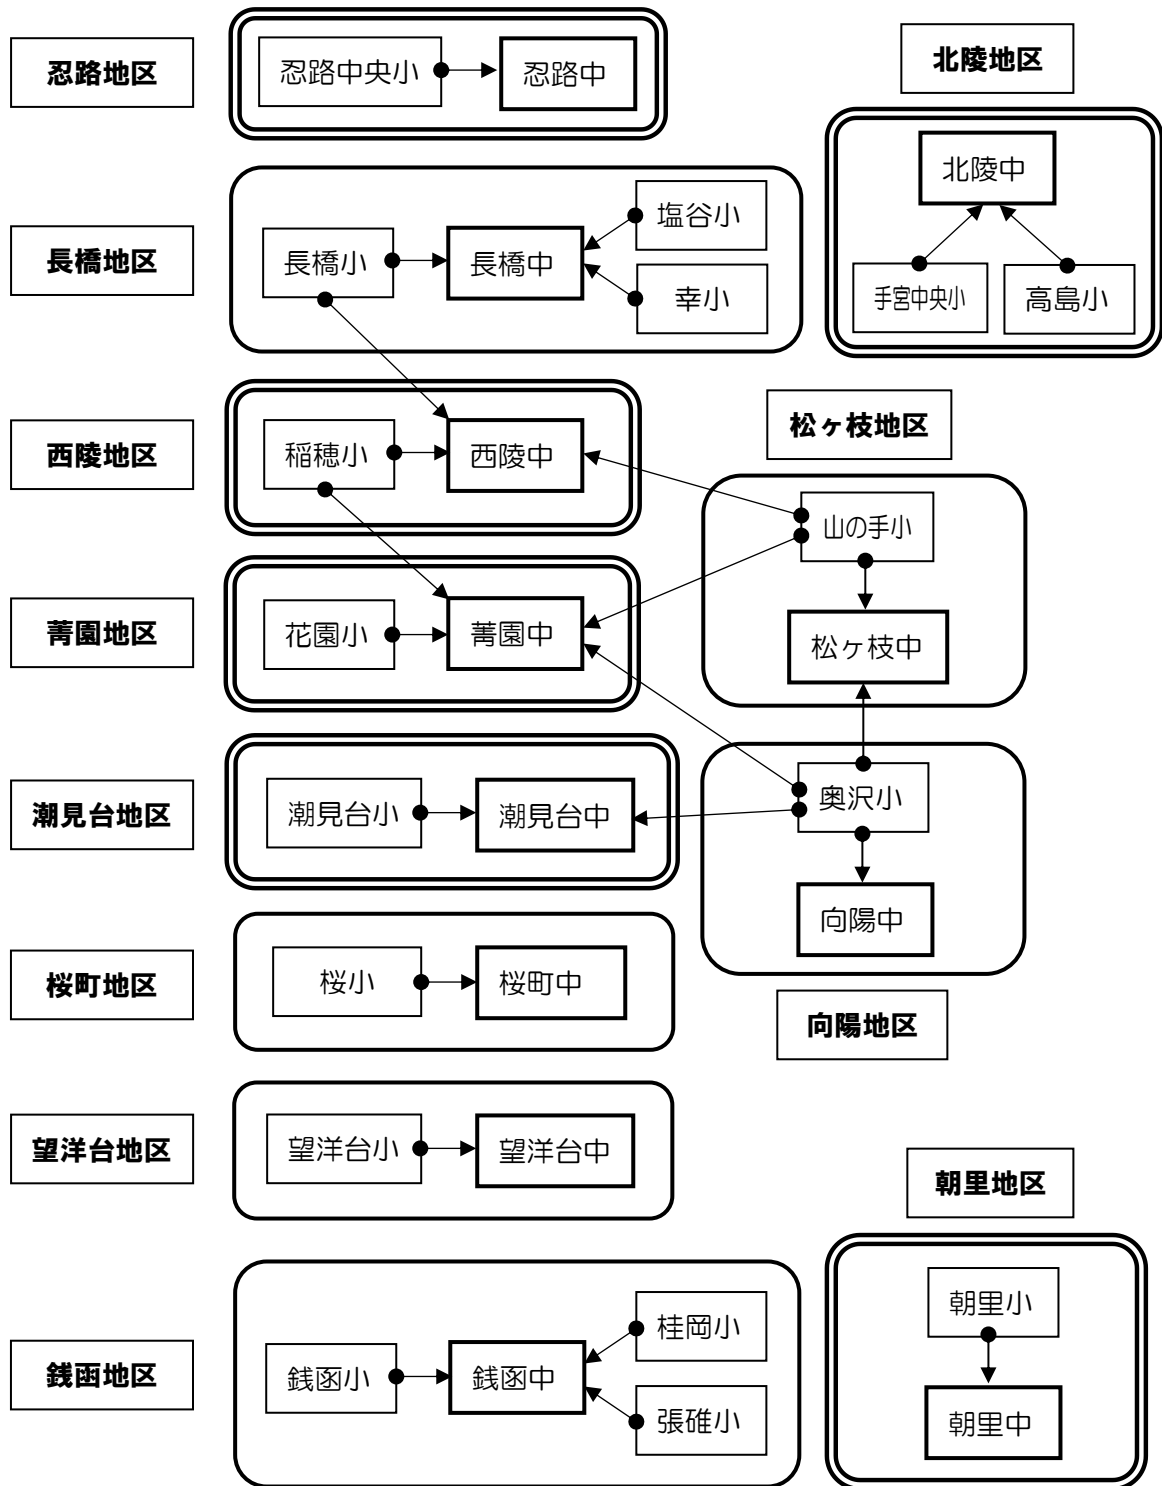 忍路地区
忍路中央小
忍路中
北陵地区
北陵中
手宮中央小
高島小
長橋地区
長橋小
長橋中
塩谷小
幸小
西陵地区
稲穂小
西陵中
松ヶ枝地区
山の手小
松ヶ枝中
菁園地区
花園小
菁園中
潮見台地区
潮見台小
潮見台中
奥沢小
向陽中
向陽地区
桜町地区
桜小
桜町中
望洋台地区
望洋台小
望洋台中
朝里地区
朝里小
朝里中
銭函地区
銭函小
銭函中
桂岡小
張碓小